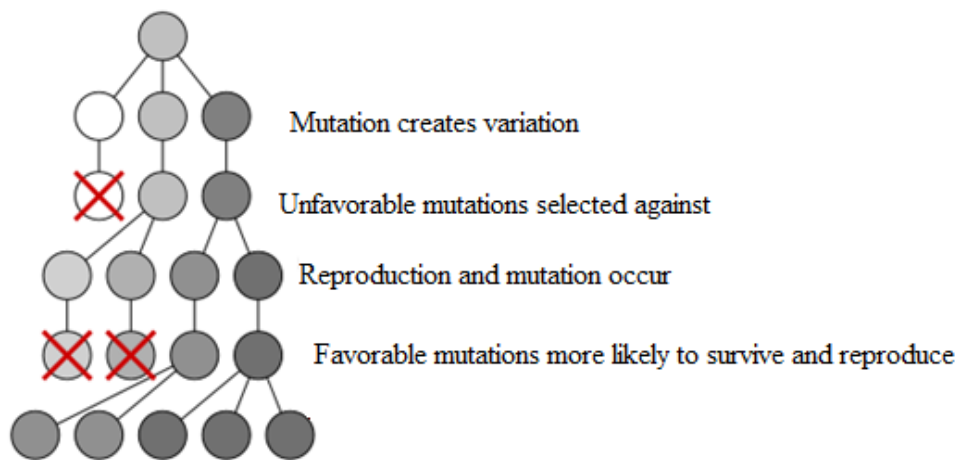 Mutation creates variation
Unfavorable mutations selected against
Reproduction and mutation occur
Favorable mutations more likely to survive and reproduce